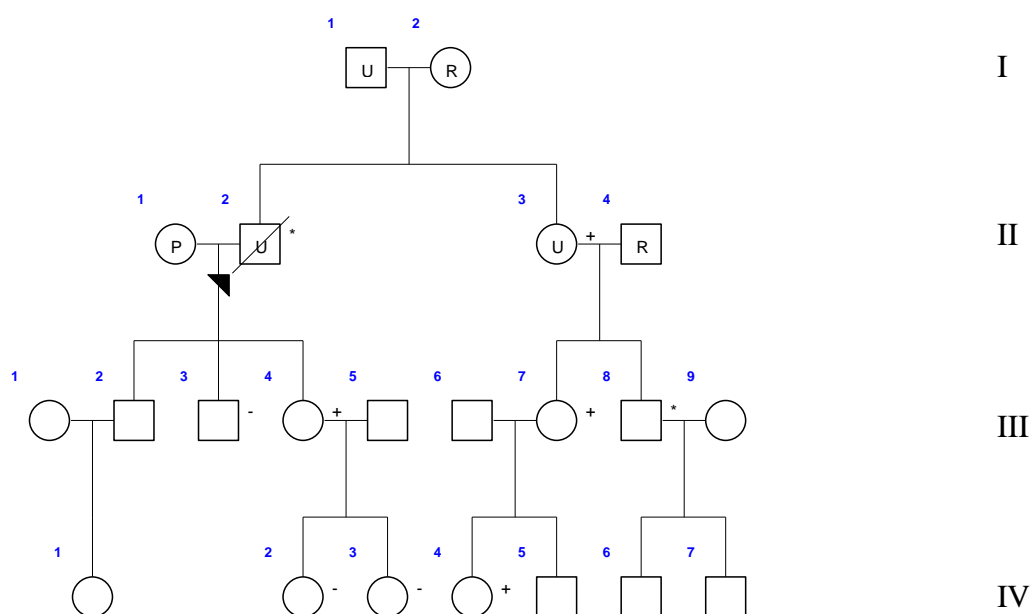 1 2
U R I
1 2 3 4
P U * U + R II
1 2 3 4 5 6 7 8 9
- + + * III
1 2 3 4 5 6 7
- - + IV